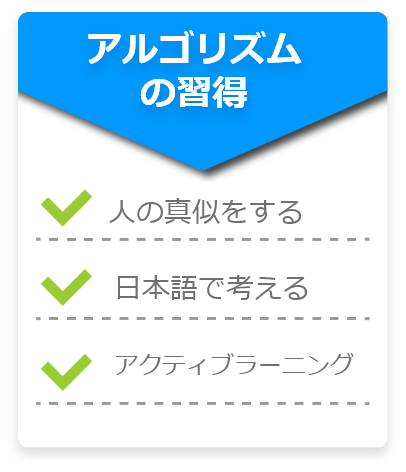 アルゴリズム
の習得
人の真似をする
日本語で考える
アクティブラーニング